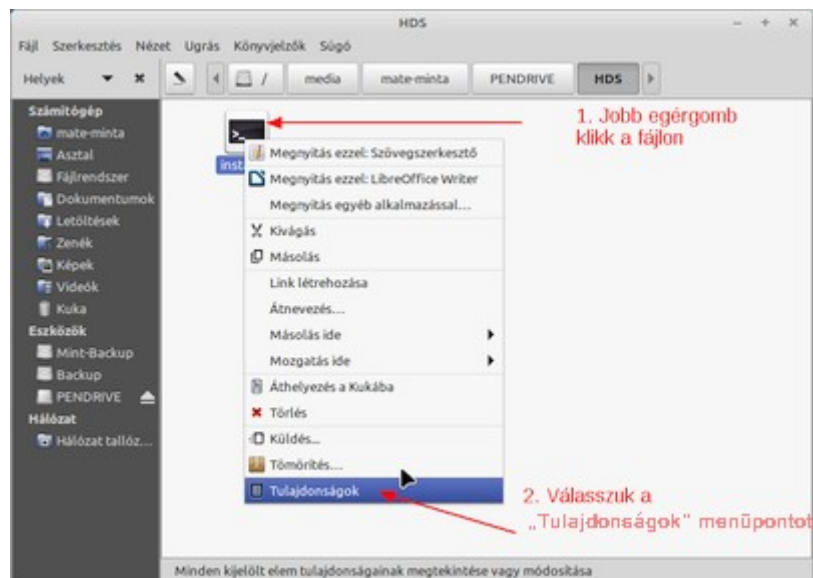 HDS
Fájl Szerkesztés Nézet Ugrás Könyvjelzők Súgó
Helyek / media mate-minta PENDRIVE HDS
Számítógép
mate-minta
Asztal
Fájlrendszer
Dokumentumok
Letöltések
Zenék
Képek
Videók
Kuka
Eszközök
Mint-Backup
Backup
PENDRIVE
Hálózat
Hálózat tallóz...
inst
1. Jobb egérgomb
klikk a fájlon
Megnyitás ezzel: Szövegszerkesztő
Megnyitás ezzel: LibreOffice Writer
Megnyitás egyéb alkalmazással...
Kivágás
Másolás
Link létrehozása
Átnevezés...
Másolás ide
Mozgatás ide
Áthelyezés a Kukába
Törlés
Küldés...
Tömörítés...
Tulajdonságok
2. Válasszuk a
„Tulajdonságok” menüpontot
Minden kijelölt elem tulajdonságainak megtekintése vagy módosítása